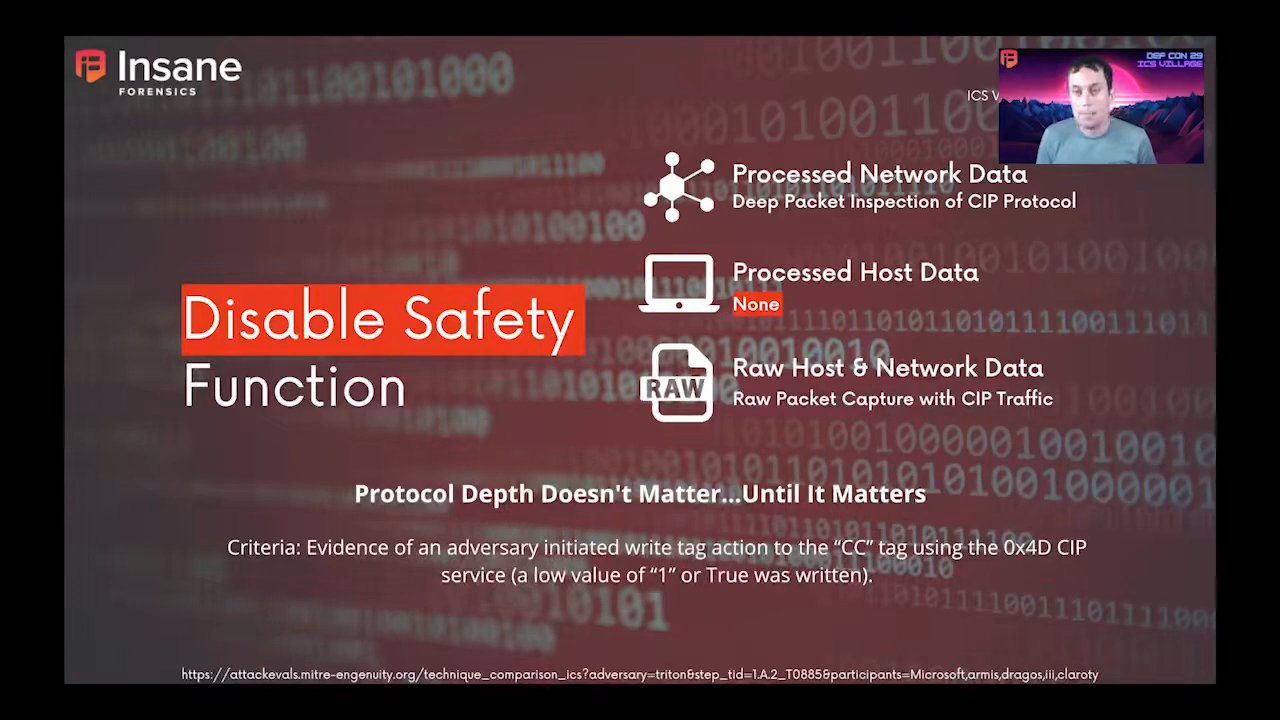 Insane
FORENSICS
DEF CON 29
ICS VILLAGE
ICS
Processed Network Data
Deep Packet Inspection of CIP Protocol
Processed Host Data
None
Disable Safety
Function
RAW
Raw Host & Network Data
Raw Packet Capture with CIP Traffic
Protocol Depth Doesn't Matter...Until It Matters
Criteria: Evidence of an adversary initiated write tag action to the “CC” tag using the 0x4D CIP
service (a low value of “1” or True was written).
https://attackevals.mitre-engenuity.org/technique_comparison_ics?adversary=triton&step_tid=1.A.2_T0885&participants=Microsoft,armis,dragos,iii,claroty